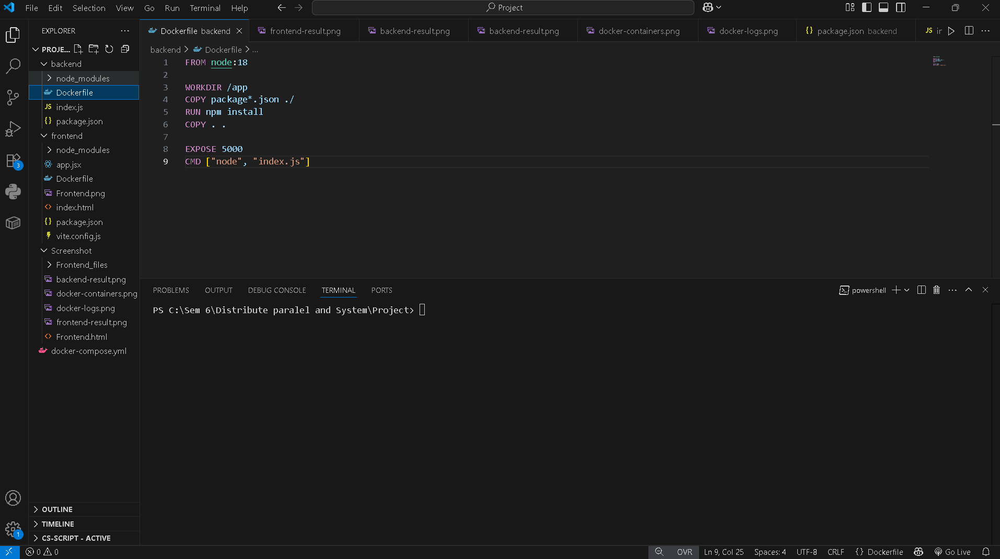 File Edit Selection View Go Run Terminal Help Project
EXPLORER
PROJE...
backend
node_modules
Dockerfile
index.js
package.json
frontend
node_modules
app.jsx
Dockerfile
Frontend.png
index.html
package.json
vite.config.js
Screenshot
Frontend_files
backend-result.png
docker-containers.png
docker-logs.png
frontend-result.png
Frontend.html
docker-compose.yml
OUTLINE
TIMELINE
CS-SCRIPT - ACTIVE
3
1
Dockerfile backend frontend-result.png backend-result.png backend-result.png docker-containers.png docker-logs.png package.json backend JS ir
backend > Dockerfile > ...
1 FROM node:18
2
3 WORKDIR /app
4 COPY package*.json ./
5 RUN npm install
6 COPY . .
7
8 EXPOSE 5000
9 CMD ["node", "index.js"]
PROBLEMS OUTPUT DEBUG CONSOLE TERMINAL PORTS powershell
PS C:\Sem 6\Distribute paralel and System\Project>
0 0 OVR Ln 9, Col 25 Spaces: 4 UTF-8 CRLF {} Dockerfile Go Live